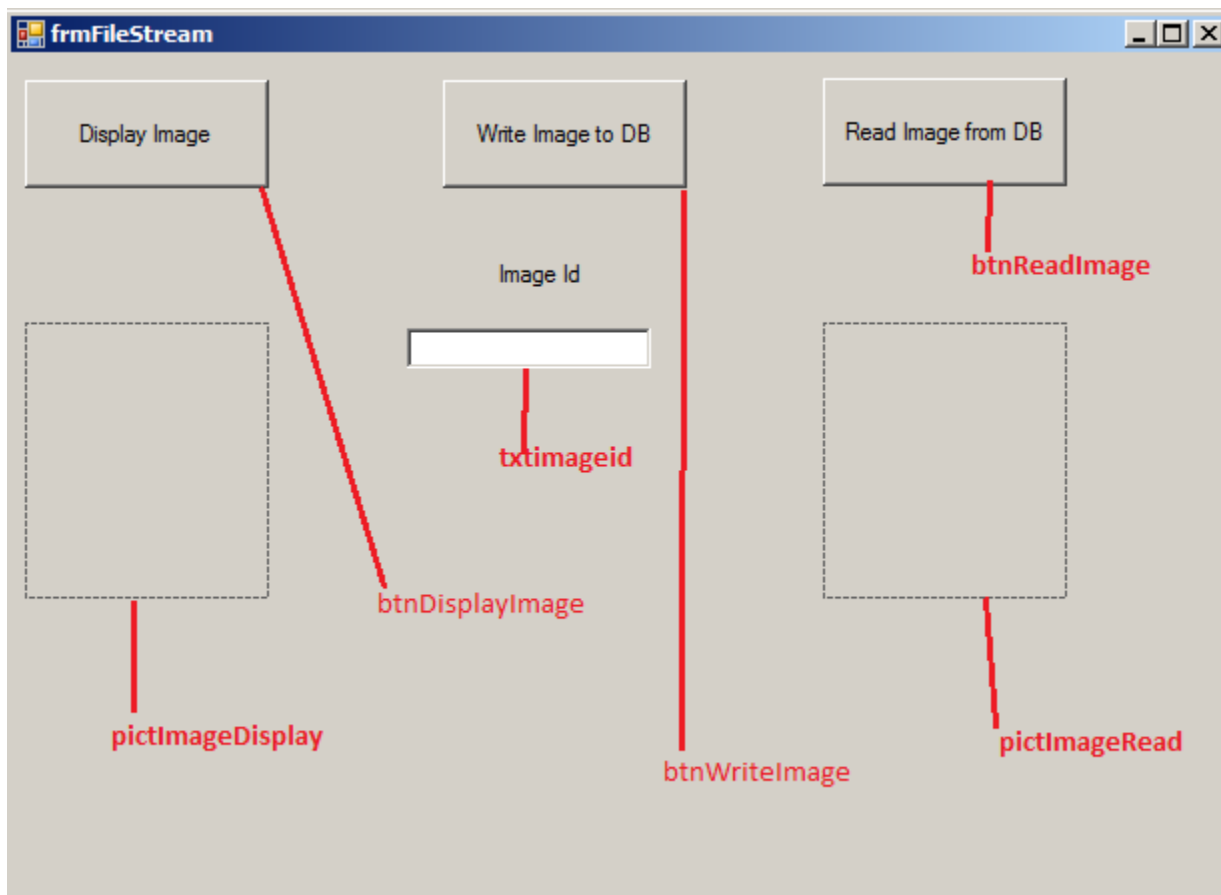 frmFileStream
Display Image
Write Image to DB
Read Image from DB
btnReadImage
Image Id
txtimageid
btnDisplayImage
pictImageDisplay
pictImageRead
btnWriteImage